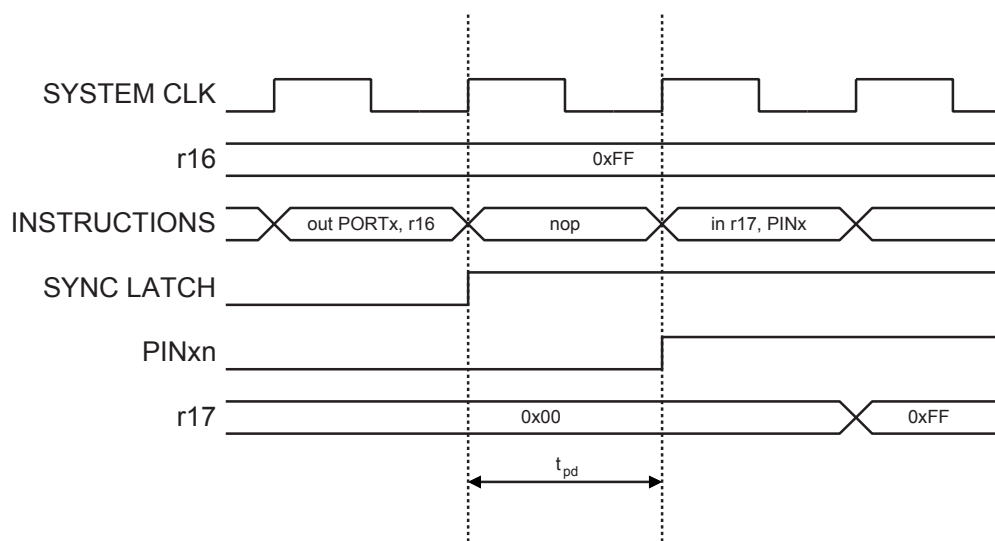 SYSTEM CLK
r16
0xFF
INSTRUCTIONS
out PORTx, r16
nop
in r17, PINx
SYNC LATCH
PINxn
r17
0x00
0xFF
tpd